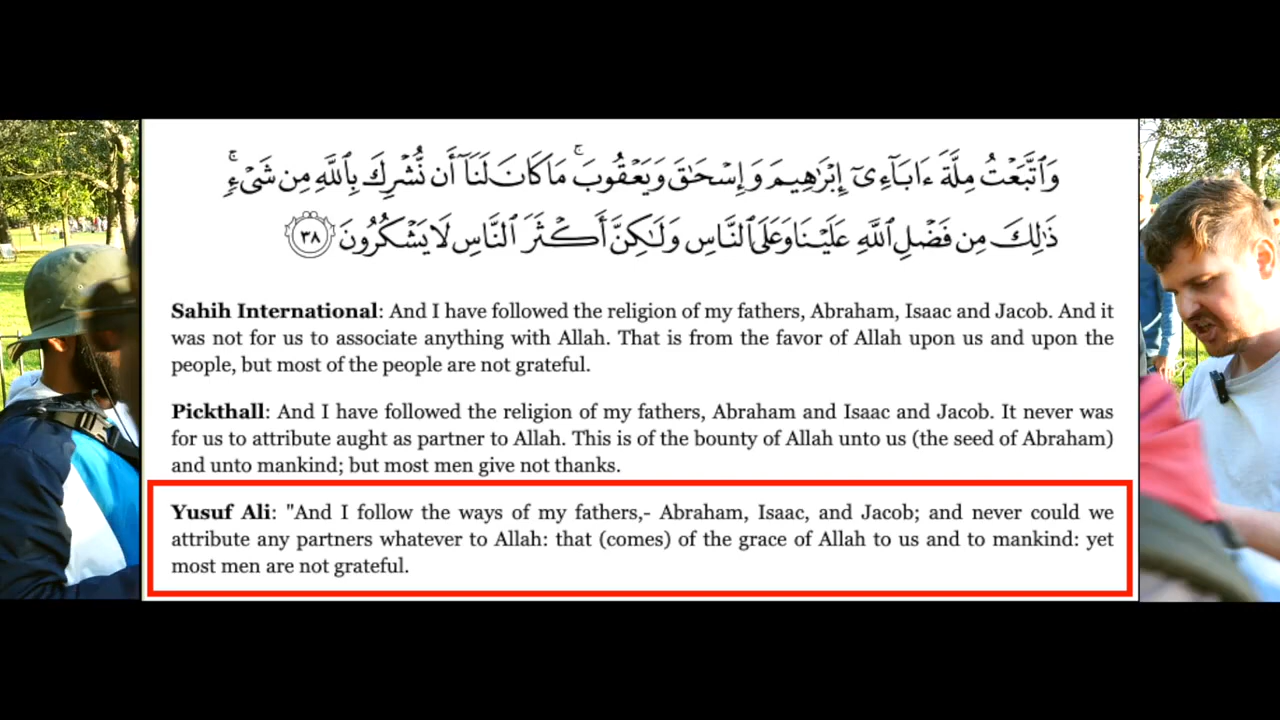 وَٱتَّبَعْتُ مِلَّةَ ءَابَآءِىٓ إِبْرَٰهِيمَ وَإِسْحَٰقَ وَيَعْقُوبَ ۚ مَا كَانَ لَنَآ أَن نُّشْرِكَ بِٱللَّهِ مِن شَىْءٍ ۚ
ذَٰلِكَ مِن فَضْلِ ٱللَّهِ عَلَيْنَا وَعَلَى ٱلنَّاسِ وَلَٰكِنَّ أَكْثَرَ ٱلنَّاسِ لَا يَشْكُرُونَ ٣٨
Sahih International: And I have followed the religion of my fathers, Abraham, Isaac and Jacob. And it
was not for us to associate anything with Allah. That is from the favor of Allah upon us and upon the
people, but most of the people are not grateful.
Pickthall: And I have followed the religion of my fathers, Abraham and Isaac and Jacob. It never was
for us to attribute aught as partner to Allah. This is of the bounty of Allah unto us (the seed of Abraham)
and unto mankind; but most men give not thanks.
Yusuf Ali: "And I follow the ways of my fathers,- Abraham, Isaac, and Jacob; and never could we
attribute any partners whatever to Allah: that (comes) of the grace of Allah to us and to mankind: yet
most men are not grateful.